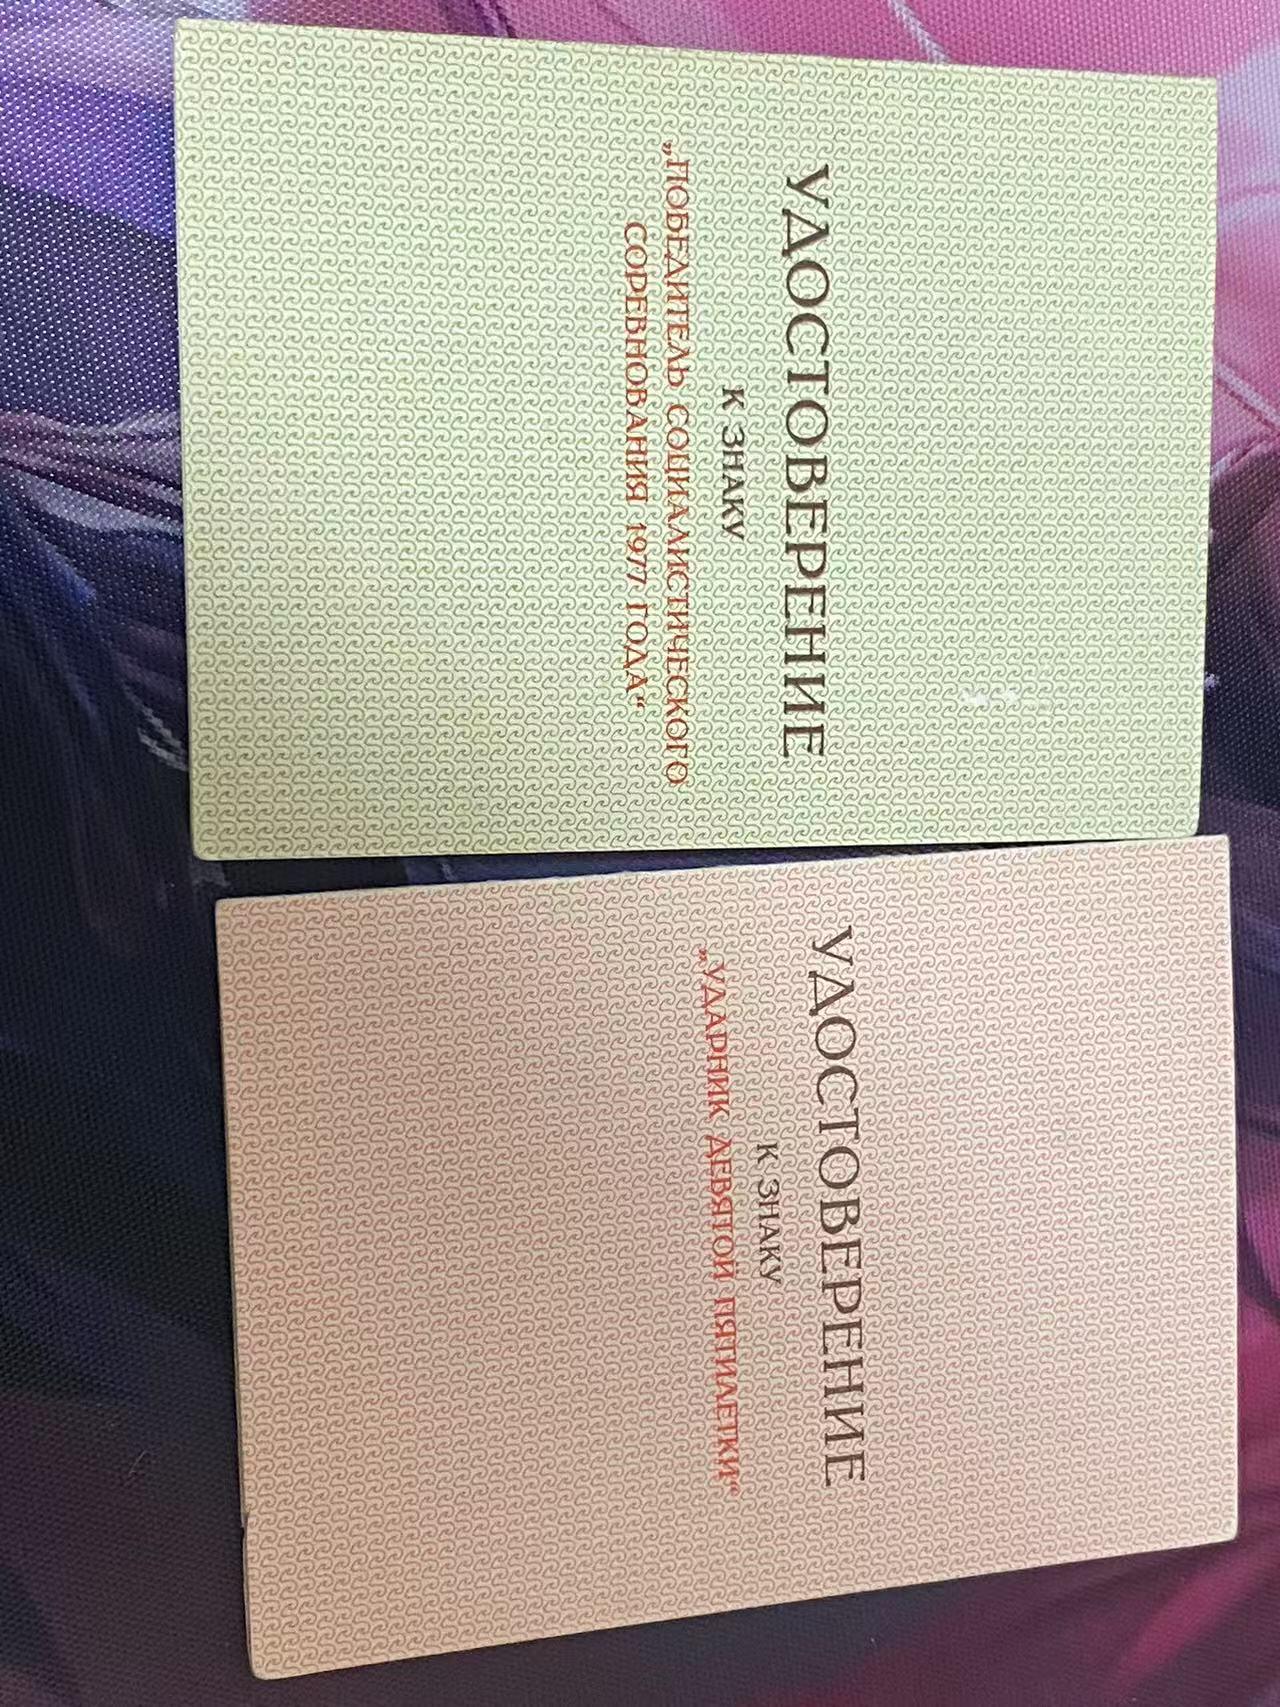 УДОСТОВЕРЕНИЕ
К ЗНАКУ
„ПОБЕДИТЕЛЬ СОЦИАЛИСТИЧЕСКОГО
СОРЕВНОВАНИЯ 1977 ГОДА“
УДОСТОВЕРЕНИЕ
К ЗНАКУ
„УДАРНИК ДЕВЯТОЙ ПЯТИЛЕТКИ“